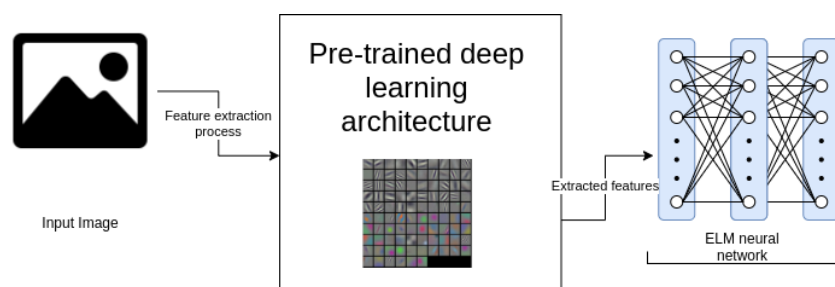 Pre-trained deep
learning
architecture
Feature extraction
process
Extracted features
Input Image
ELM neural
network